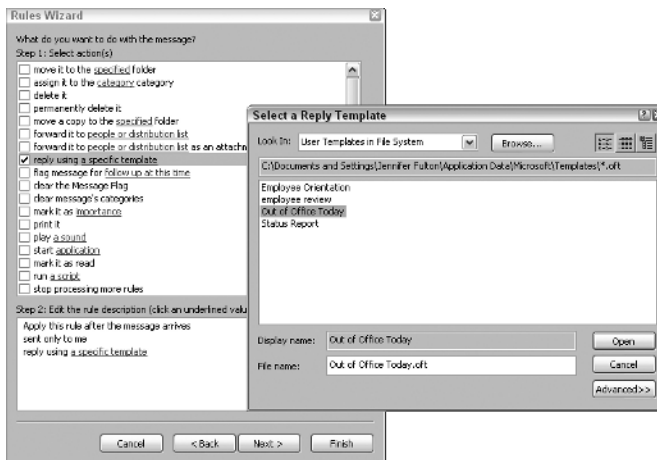 Rules Wizard
What do you want to do with the message?
Step 1: Select action(s)
move it to the specified folder
assign it to the category category
delete it
permanently delete it
move a copy to the specified folder
forward it to people or distribution list
forward it to people or distribution list as an attachm
reply using a specific template
flag message for follow up at this time
clear the Message Flag
clear message's categories
mark it as importance
print it
play a sound
start application
mark it as read
run a script
stop processing more rules
Step 2: Edit the rule description (click an underlined valu
Apply this rule after the message arrives
sent only to me
reply using a specific template
Cancel
< Back
Next >
Finish
Select a Reply Template
Look In:
User Templates in File System
Browse...
C:\Documents and Settings\Jennifer Fulton\Application Data\Microsoft\Templates\*.oft
Employee Orientation
employee review
Out of Office Today
Status Report
Display name:
Out of Office Today
Open
File name:
Out of Office Today.oft
Cancel
Advanced>>